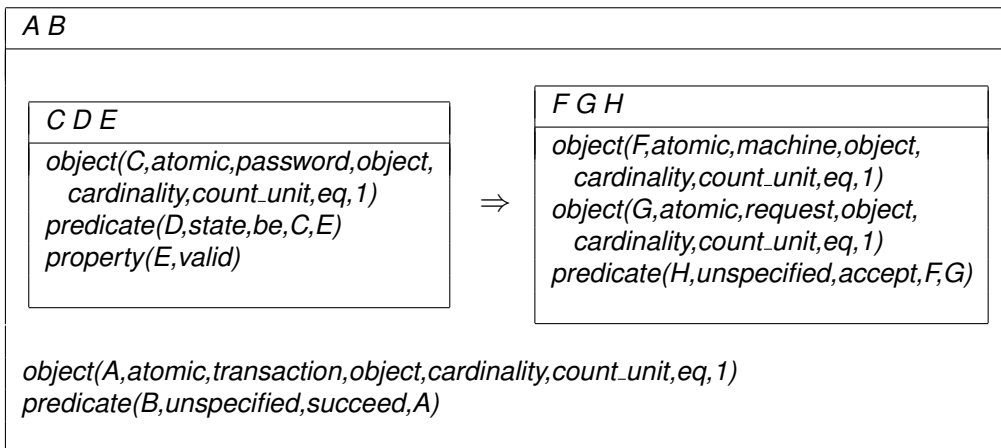 A B
C D E
object(C,atomic,password,object,
cardinality,count_unit,eq,1)
predicate(D,state,be,C,E)
property(E,valid)
⇒
F G H
object(F,atomic,machine,object,
cardinality,count_unit,eq,1)
object(G,atomic,request,object,
cardinality,count_unit,eq,1)
predicate(H,unspecified,accept,F,G)
object(A,atomic,transaction,object,cardinality,count_unit,eq,1)
predicate(B,unspecified,succeed,A)